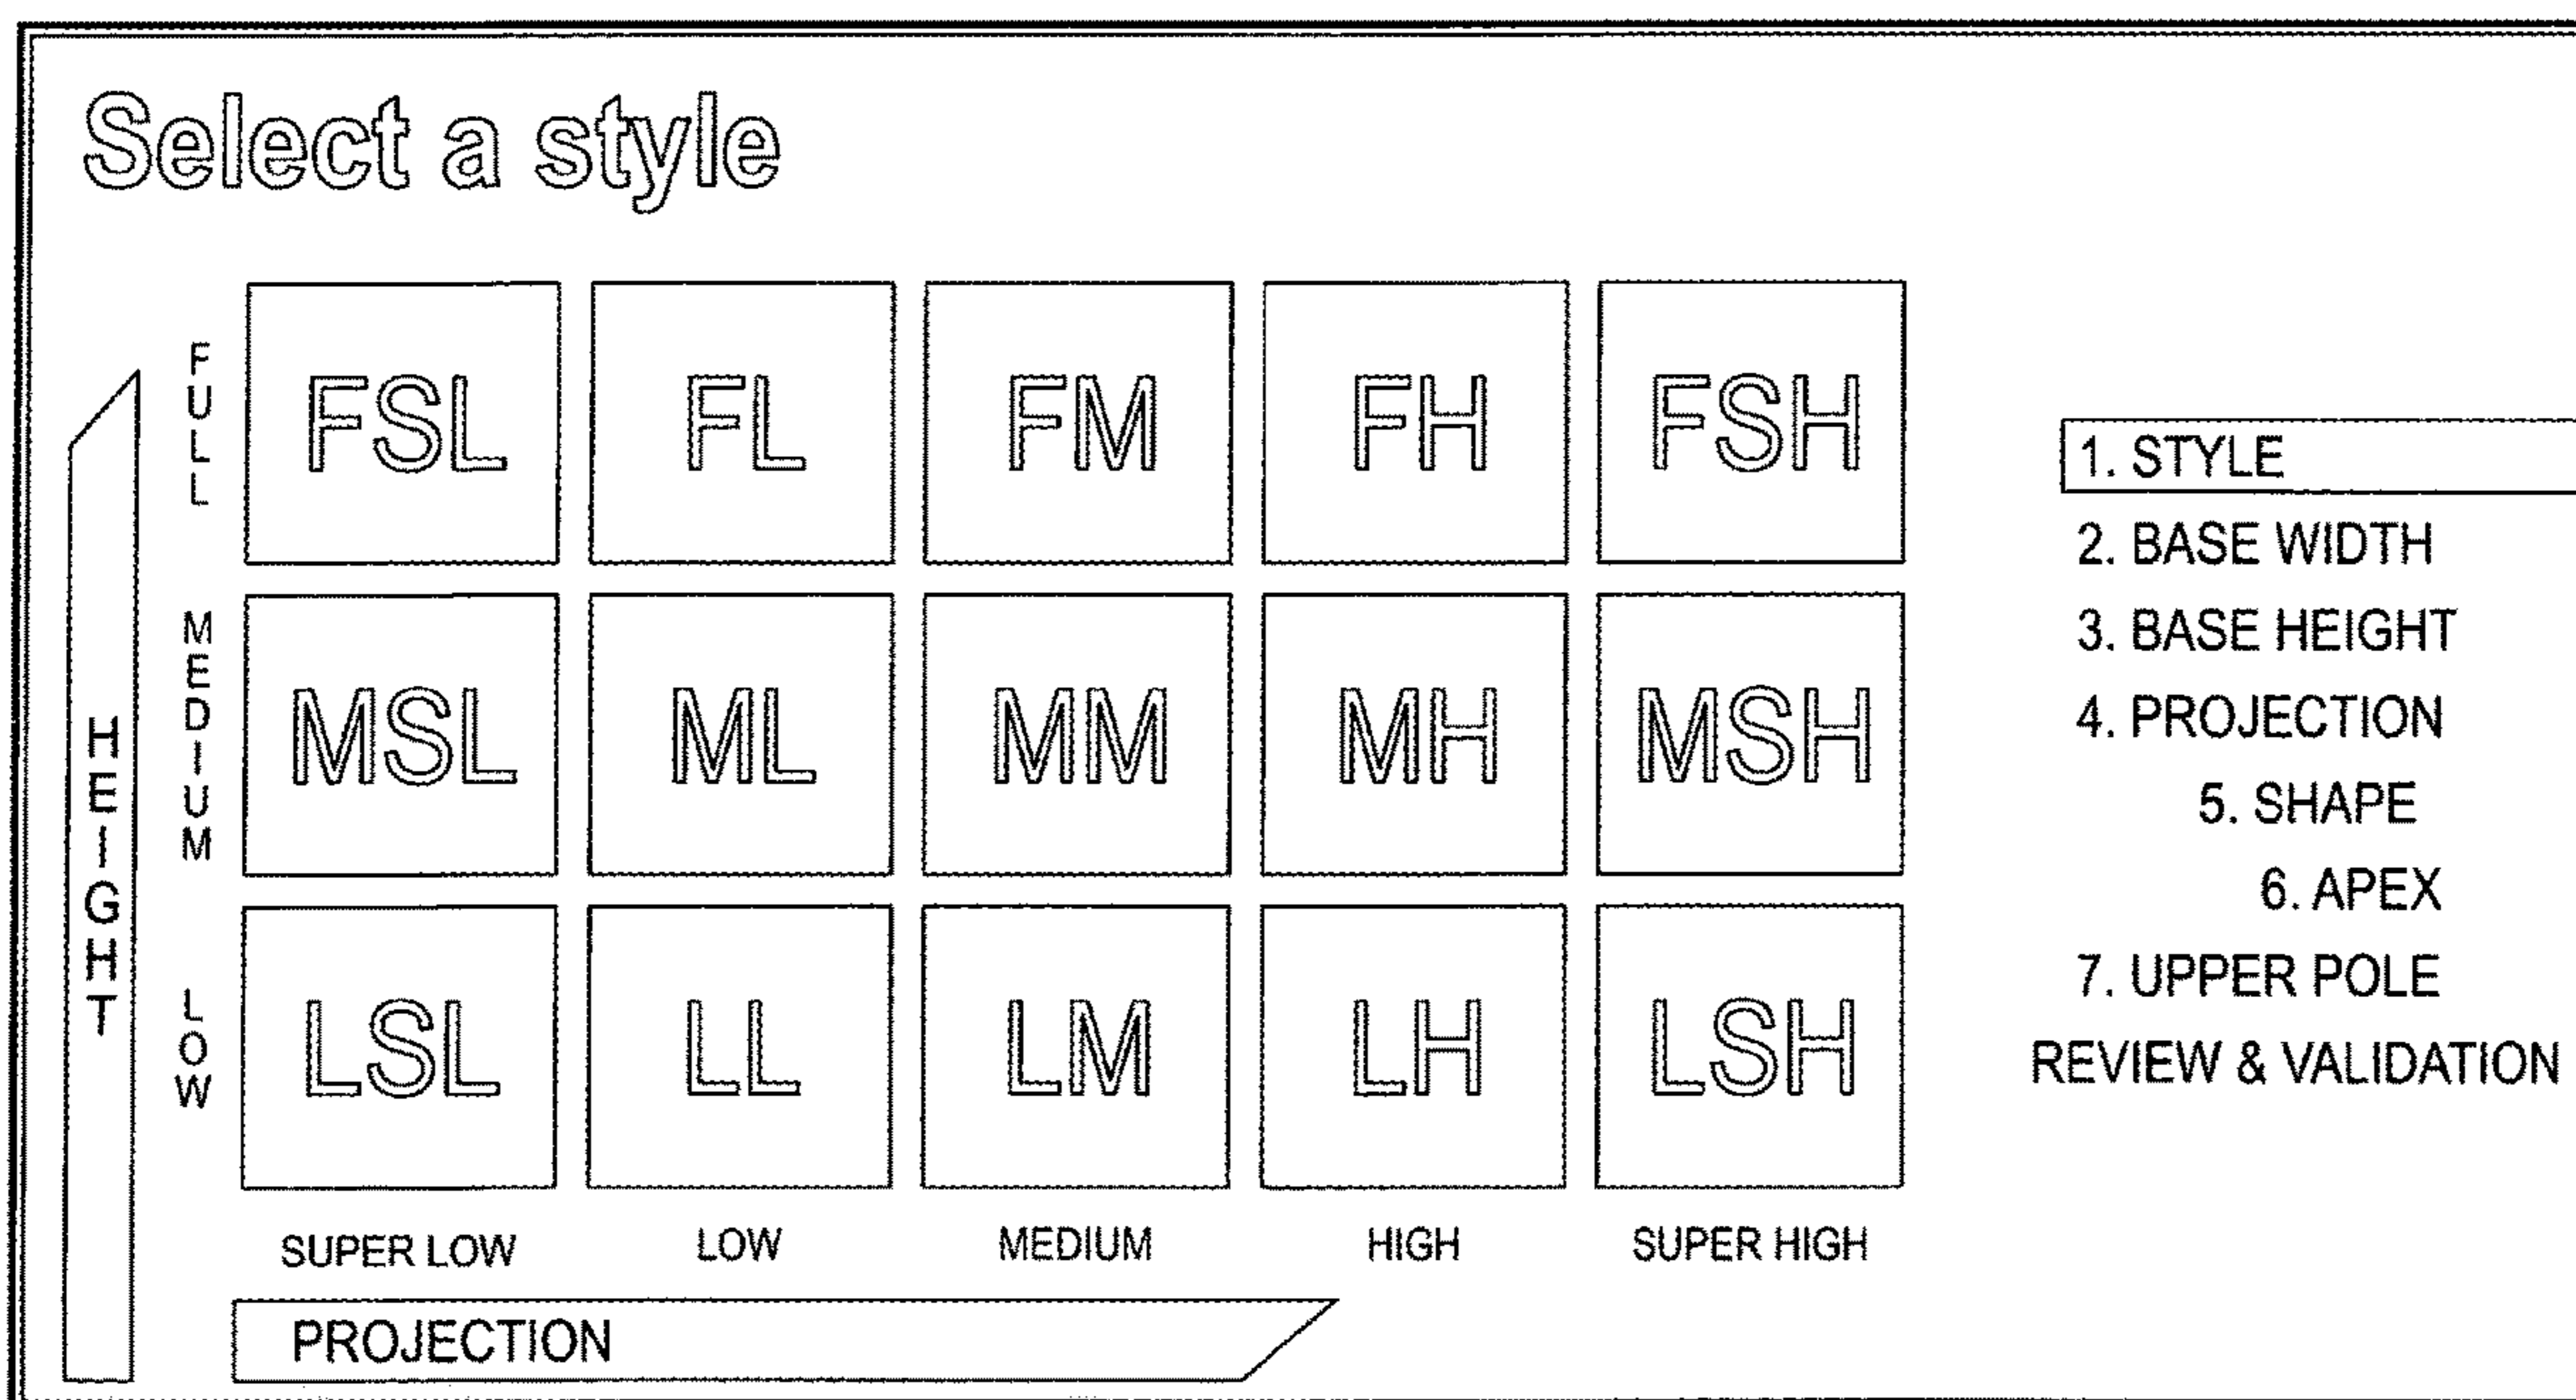 Select a style
HEIGHT
FULL
FSL FL FM FH FSH
MEDIUM
MSL ML MM MH MSH
LOW
LSL LL LM LH LSH
SUPER LOW LOW MEDIUM HIGH SUPER HIGH
PROJECTION
1. STYLE
2. BASE WIDTH
3. BASE HEIGHT
4. PROJECTION
5. SHAPE
6. APEX
7. UPPER POLE
REVIEW & VALIDATION